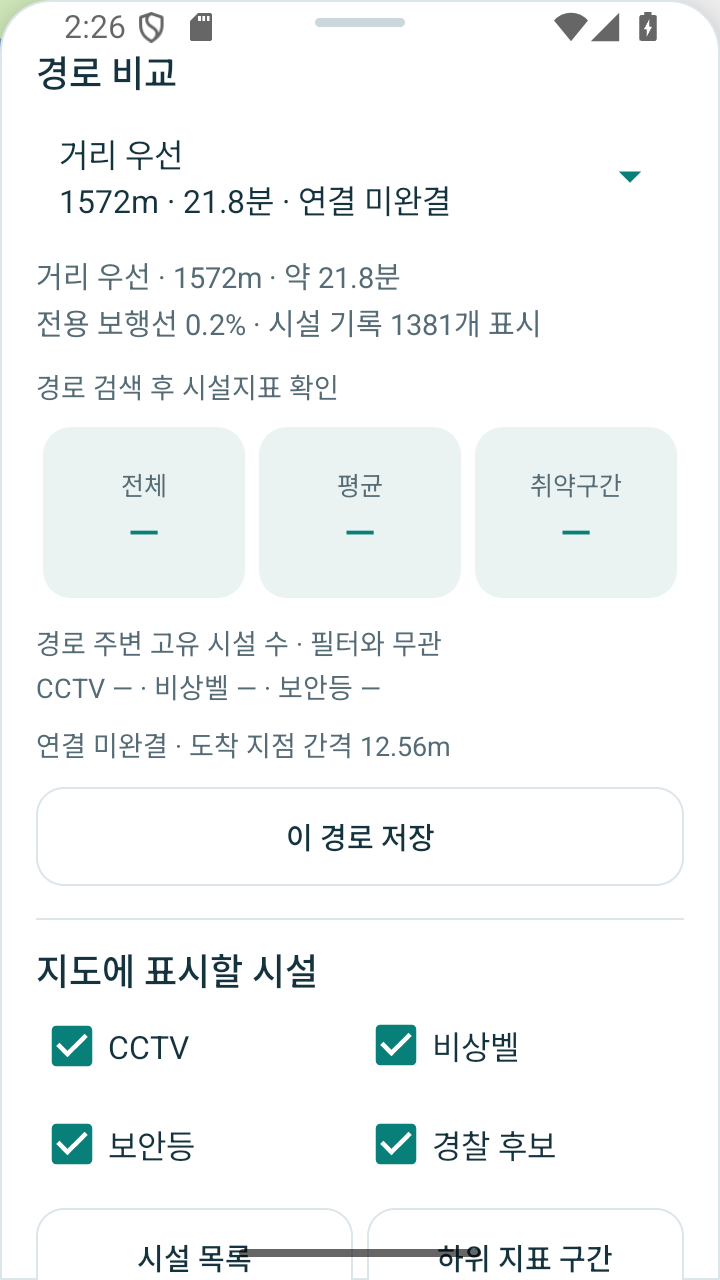 2:26
경로 비교
거리 우선
1572m · 21.8분 · 연결 미완결
거리 우선 · 1572m · 약 21.8분
전용 보행선 0.2% · 시설 기록 1381개 표시
경로 검색 후 시설지표 확인
전체 평균 취약구간
— — —
경로 주변 고유 시설 수 · 필터와 무관
CCTV — · 비상벨 — · 보안등 —
연결 미완결 · 도착 지점 간격 12.56m
이 경로 저장
지도에 표시할 시설
CCTV 비상벨
보안등 경찰 후보
시설 목록 하위 지표 구간